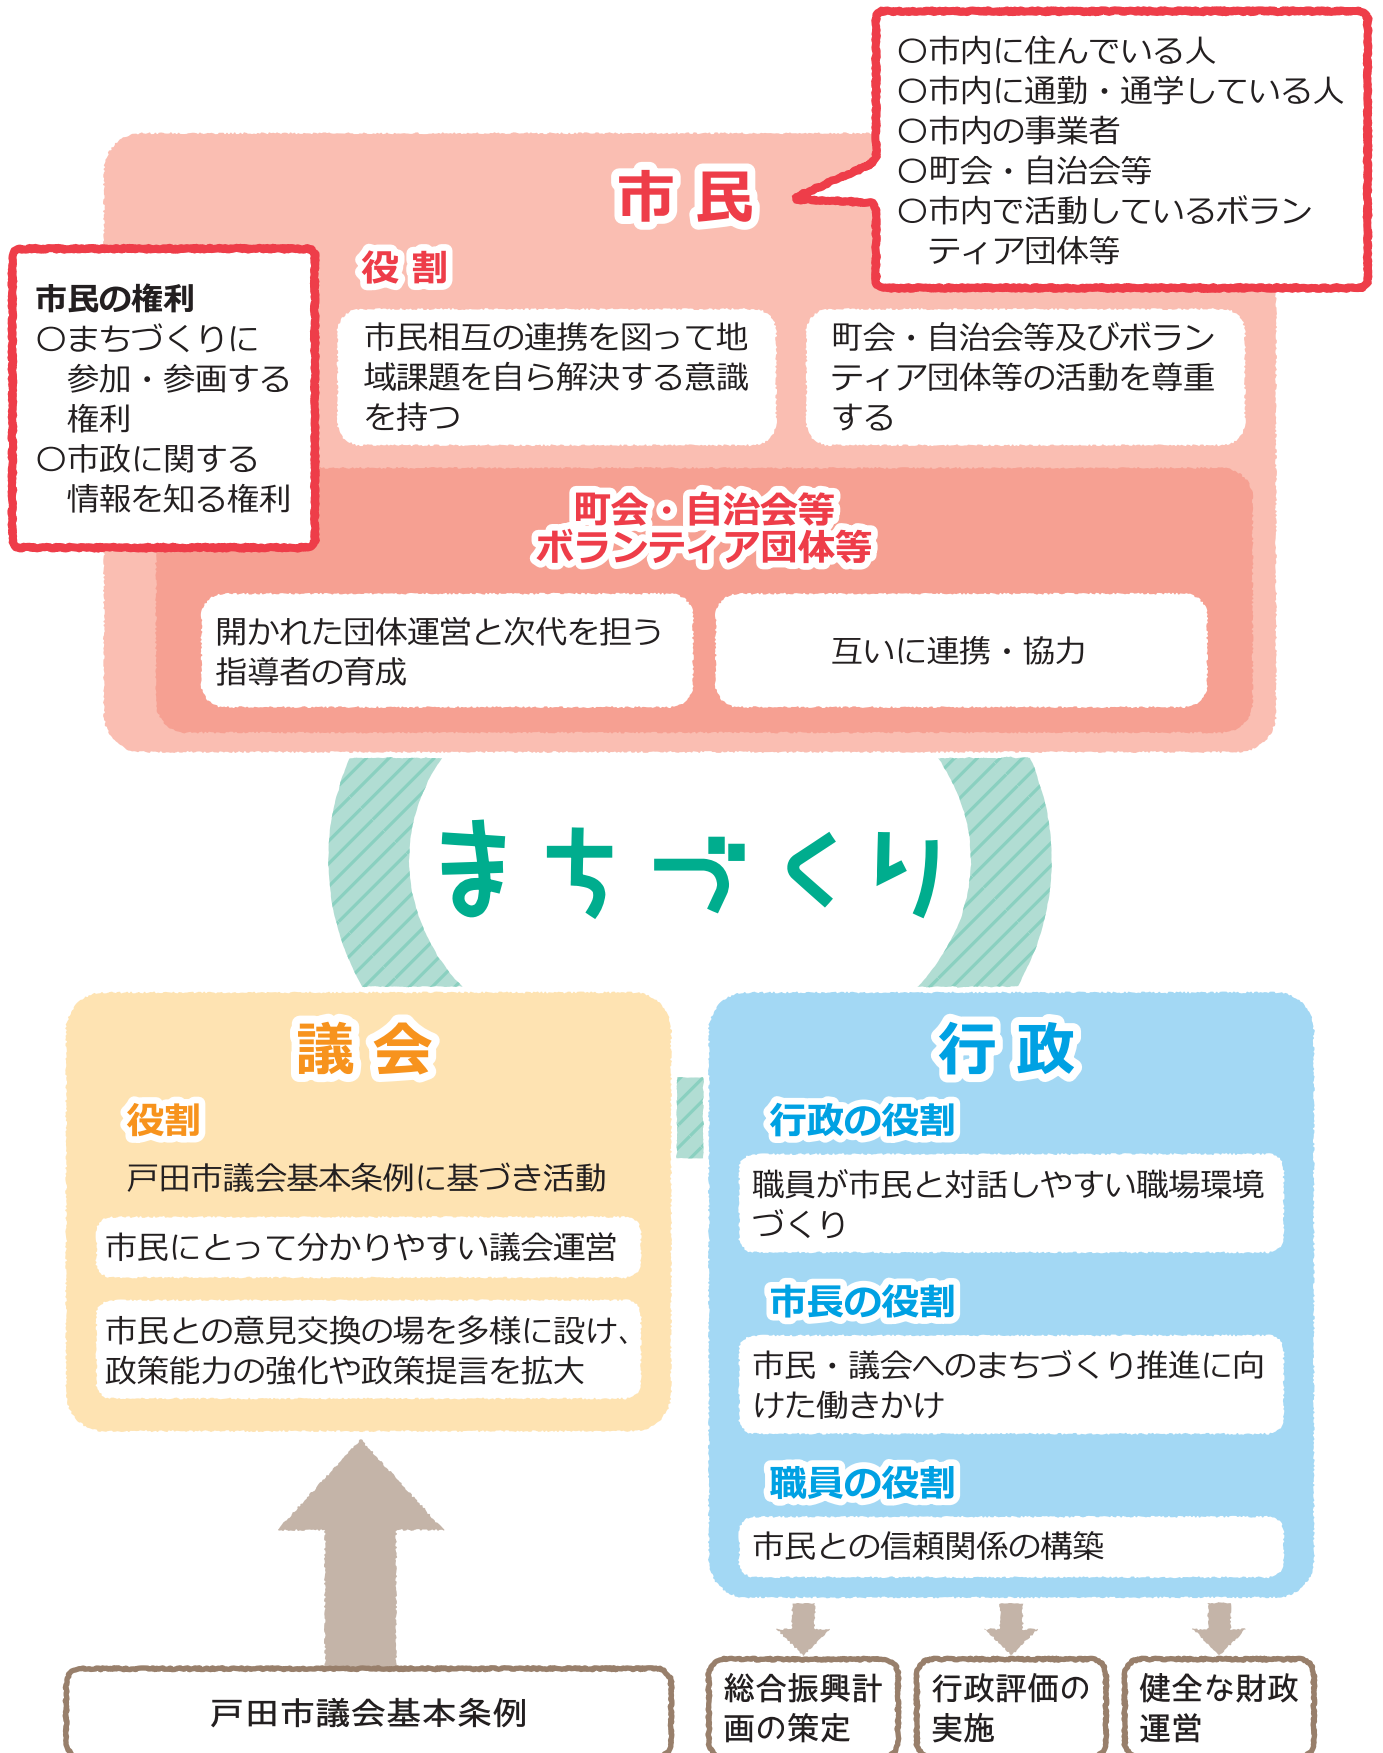 〇市内に住んでいる人
〇市内に通勤・通学している人
〇市内の事業者
〇町会・自治会等
〇市内で活動しているボラン
ティア団体等
市民
市民の権利
〇まちづくりに
参加・参画する
権利
〇市政に関する
情報を知る権利
役割
市民相互の連携を図って地
域課題を自ら解決する意識
を持つ
町会・自治会等及びボラン
ティア団体等の活動を尊重
する
町会・自治会等
ボランティア団体等
開かれた団体運営と次代を担う
指導者の育成
互いに連携・協力
まちづくり
議会
役割
戸田市議会基本条例に基づき活動
市民にとって分かりやすい議会運営
市民との意見交換の場を多様に設け、
政策能力の強化や政策提言を拡大
戸田市議会基本条例
行政
行政の役割
職員が市民と対話しやすい職場環境
づくり
市長の役割
市民・議会へのまちづくり推進に向
けた働きかけ
職員の役割
市民との信頼関係の構築
総合振興計
画の策定
行政評価の
実施
健全な財政
運営